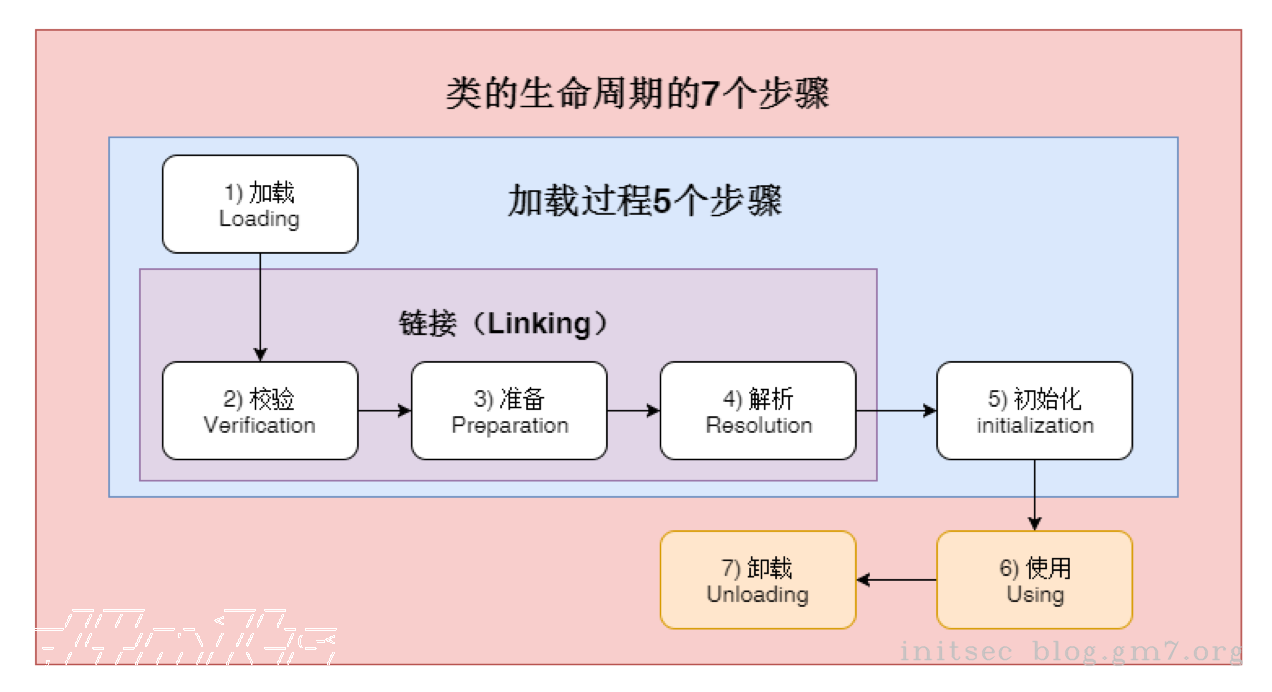 类的生命周期的7个步骤
加载过程5个步骤
1) 加载
Loading
链接（Linking）
2) 校验
Verification
3) 准备
Preparation
4) 解析
Resolution
5) 初始化
initialization
6) 使用
Using
7) 卸载
Unloading
initsec blog.gm7.org